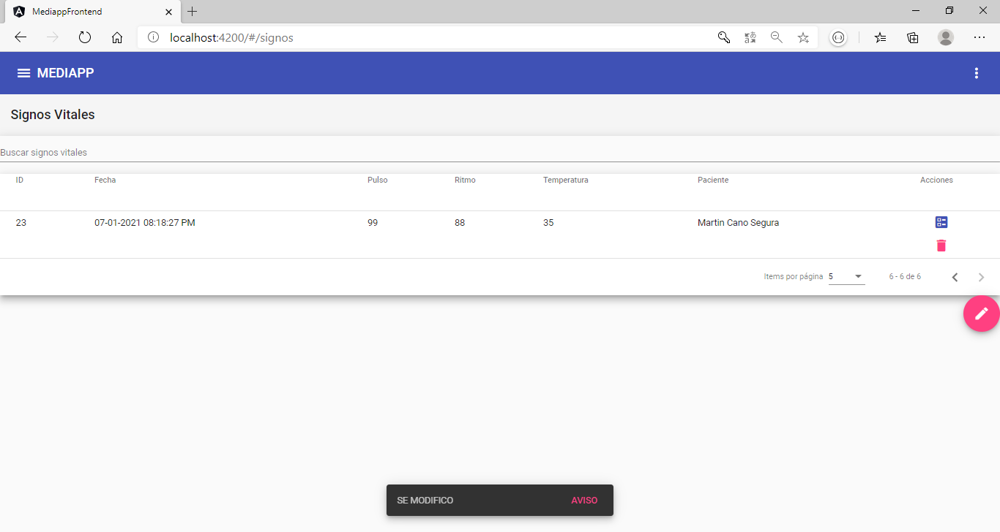 MediappFrontend
localhost:4200/#/signos
MEDIAPP
Signos Vitales
Buscar signos vitales
ID Fecha Pulso Ritmo Temperatura Paciente Acciones
23 07-01-2021 08:18:27 PM 99 88 35 Martin Cano Segura
Items por página 5 6 - 6 de 6
SE MODIFICO AVISO